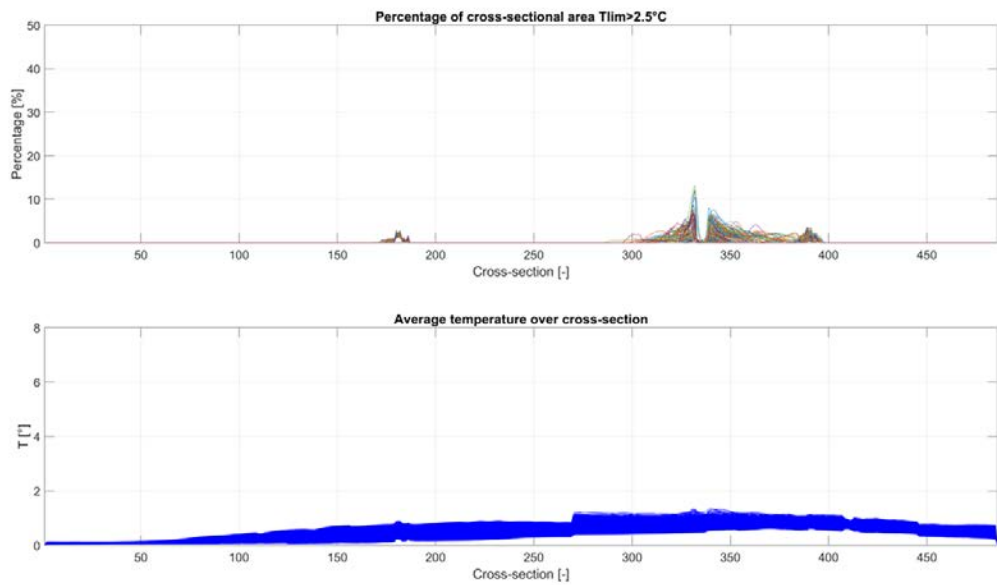 Percentage of cross-sectional area Tlim>2.5°C
50
40
30
20
10
0
Percentage [%]
50 100 150 200 250 300 350 400 450
Cross-section [-]
Average temperature over cross-section
8
6
4
2
0
T [°]
50 100 150 200 250 300 350 400 450
Cross-section [-]